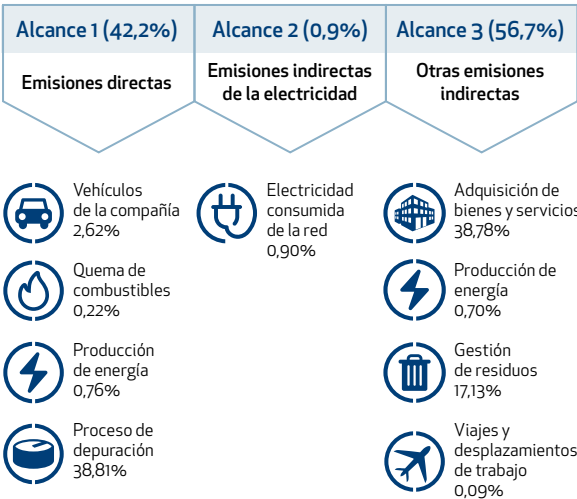 Alcance 1 (42,2%)
Emisiones directas
Vehículos
de la compañía
2,62%
Quema de
combustibles
0,22%
Producción
de energía
0,76%
Proceso de
depuración
38,81%
Alcance 2 (0,9%)
Emisiones indirectas
de la electricidad
Electricidad
consumida
de la red
0,90%
Alcance 3 (56,7%)
Otras emisiones
indirectas
Adquisición de
bienes y servicios
38,78%
Producción de
energía
0,70%
Gestión
de residuos
17,13%
Viajes y
desplazamientos
de trabajo
0,09%